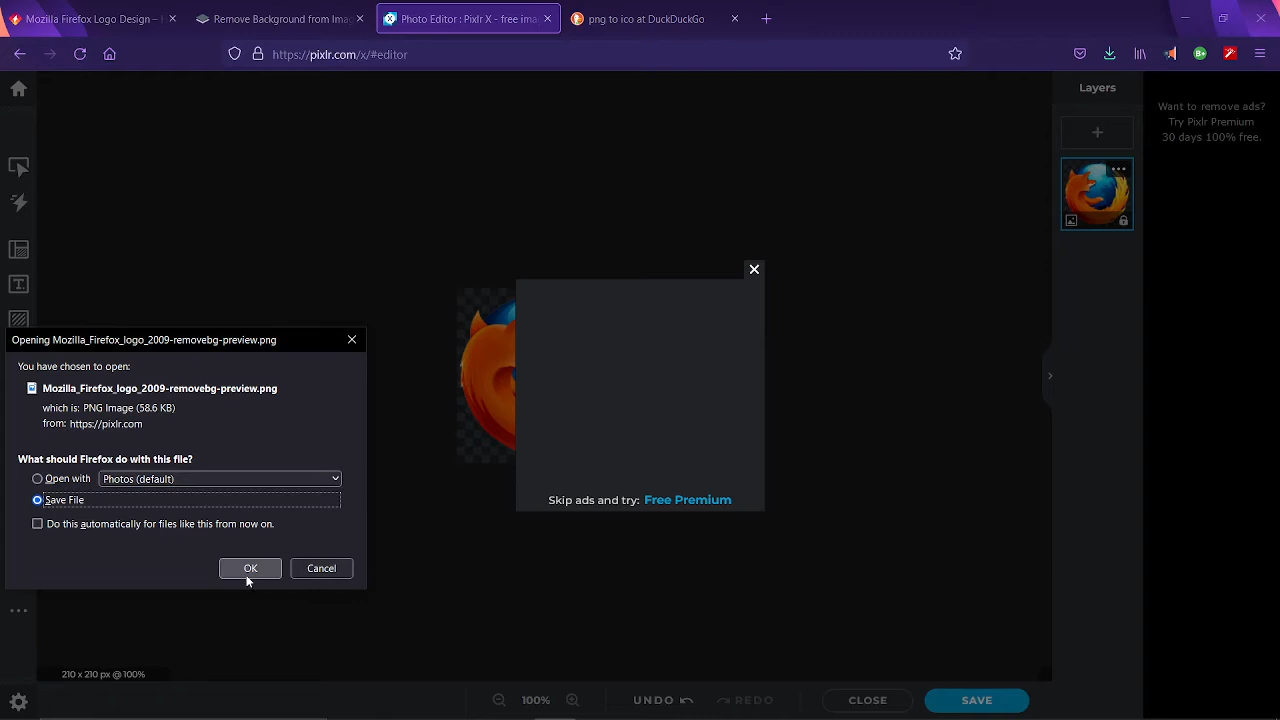 Mozilla Firefox Logo Design – H
Remove Background from Image
Photo Editor : Pixlr X - free imag
png to ico at DuckDuckGo
https://pixlr.com/x/#editor
Layers
Want to remove ads?
Try Pixlr Premium
30 days 100% free.
Opening Mozilla_Firefox_logo_2009-removebg-preview.png
You have chosen to open:
Mozilla_Firefox_logo_2009-removebg-preview.png
which is: PNG Image (58.6 KB)
from: https://pixlr.com
What should Firefox do with this file?
Open with Photos (default)
Save File
Do this automatically for files like this from now on.
OK Cancel
Skip ads and try: Free Premium
210 x 210 px @ 100%
100% UNDO REDO CLOSE SAVE